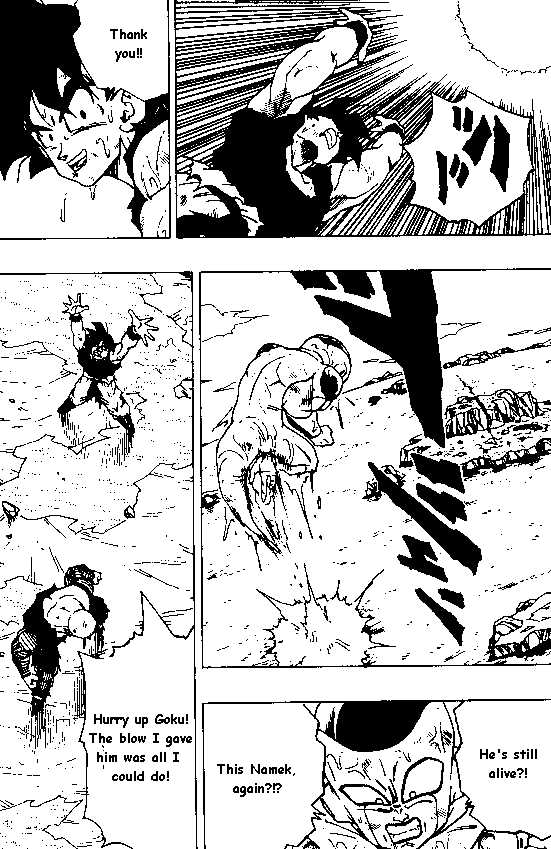 Thank
you!!
Hurry up Goku!
The blow I gave
him was all I
could do!
He's still
alive?!
This Namek,
again?!?